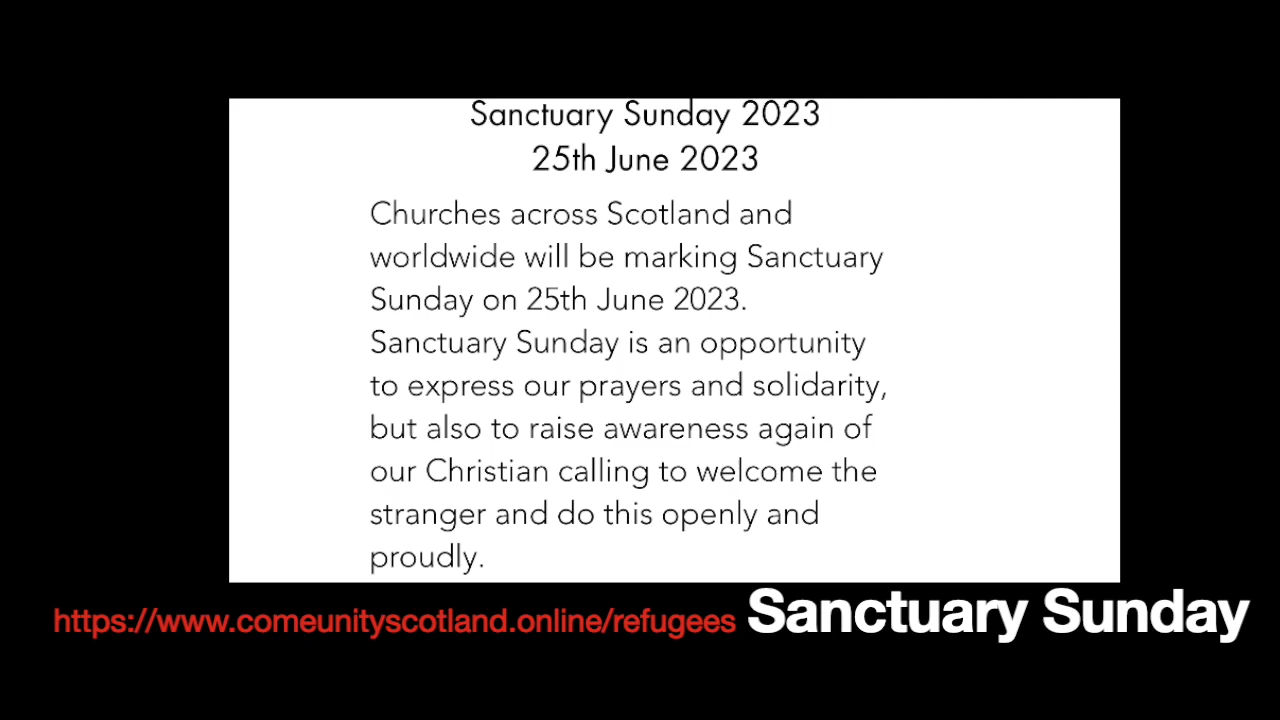 Sanctuary Sunday 2023
25th June 2023
Churches across Scotland and
worldwide will be marking Sanctuary
Sunday on 25th June 2023.
Sanctuary Sunday is an opportunity
to express our prayers and solidarity,
but also to raise awareness again of
our Christian calling to welcome the
stranger and do this openly and
proudly.
https://www.comeunityscotland.online/refugees Sanctuary Sunday